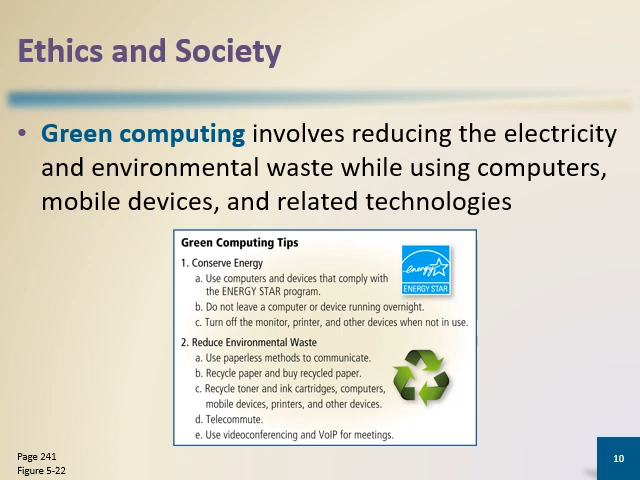 Ethics and Society
• Green computing involves reducing the electricity
and environmental waste while using computers,
mobile devices, and related technologies
Green Computing Tips
1. Conserve Energy
a. Use computers and devices that comply with
the ENERGY STAR program.
b. Do not leave a computer or device running overnight.
c. Turn off the monitor, printer, and other devices when not in use.
energy
ENERGY STAR
2. Reduce Environmental Waste
a. Use paperless methods to communicate.
b. Recycle paper and buy recycled paper.
c. Recycle toner and ink cartridges, computers,
mobile devices, printers, and other devices.
d. Telecommute.
e. Use videoconferencing and VoIP for meetings.
Page 241
Figure 5-22
10